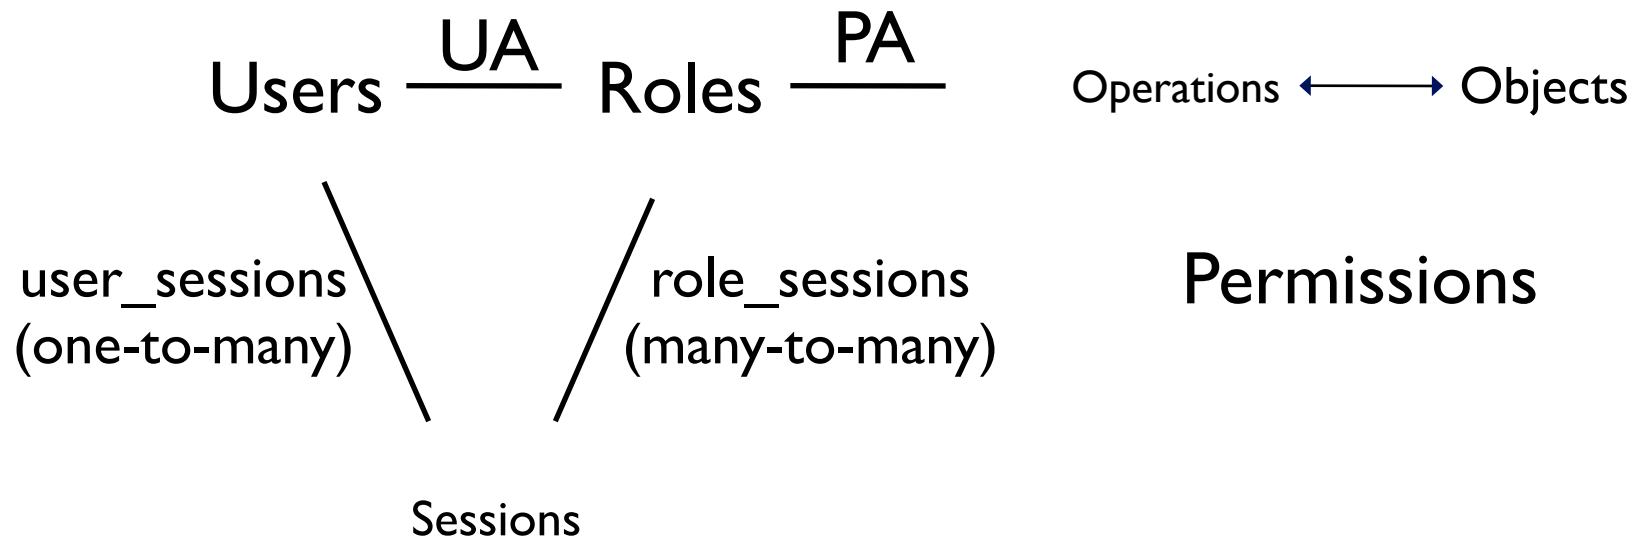 UA
PA
Users
Roles
Operations
Objects
user_sessions
(one-to-many)
role_sessions
(many-to-many)
Permissions
Sessions